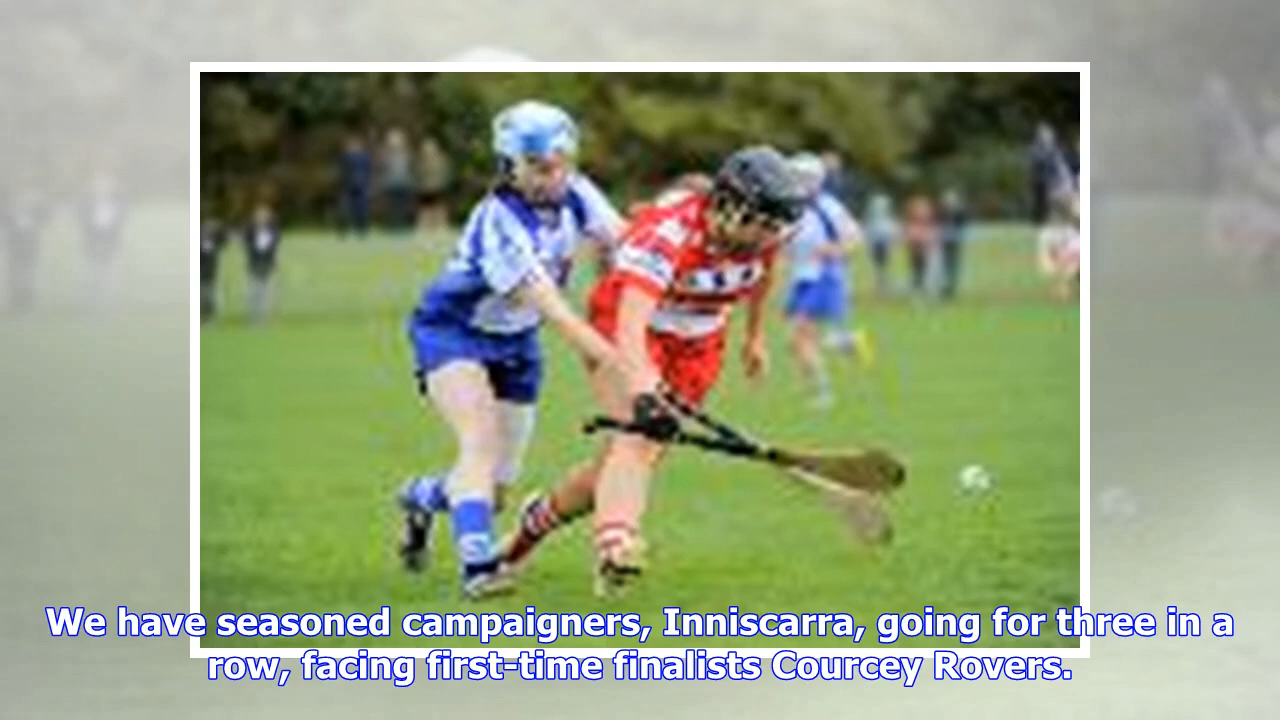 We have seasoned campaigners, Inniscarra, going for three in a
row, facing first-time finalists Courcey Rovers.